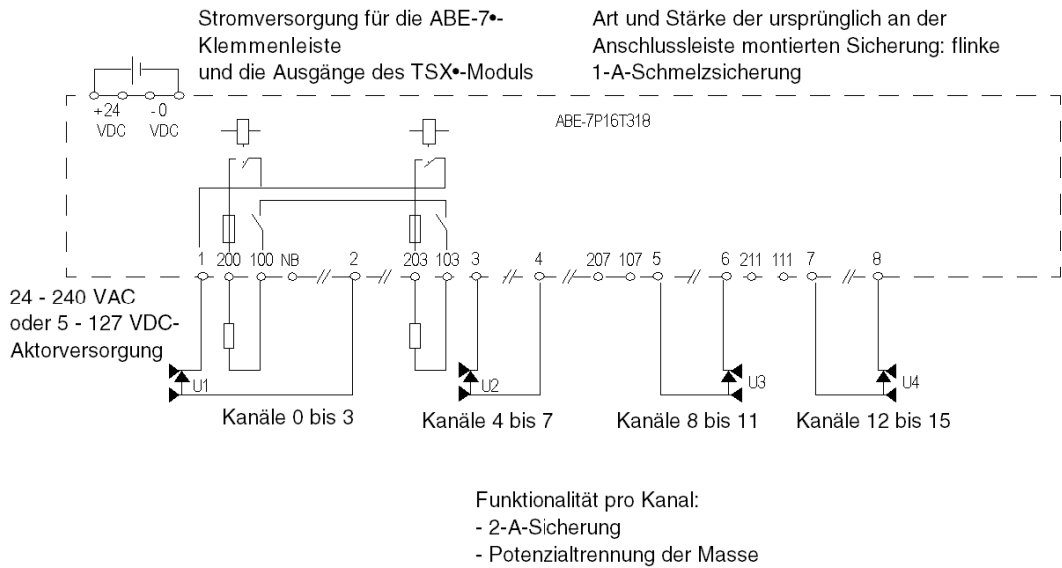 Stromversorgung für die ABE-7•-
Klemmenleiste
und die Ausgänge des TSX•-Moduls
Art und Stärke der ursprünglich an der
Anschlussleiste montierten Sicherung: flinke
1-A-Schmelzsicherung
+24
VDC
-0
VDC
ABE-7P16T318
1 200 100 NB 2 203 103 3 4 207 107 5 6 211 111 7 8
24 - 240 VAC
oder 5 - 127 VDC-
Aktorversorgung
U1 U2 U3 U4
Kanäle 0 bis 3 Kanäle 4 bis 7 Kanäle 8 bis 11 Kanäle 12 bis 15
Funktionalität pro Kanal:
- 2-A-Sicherung
- Potenzialtrennung der Masse